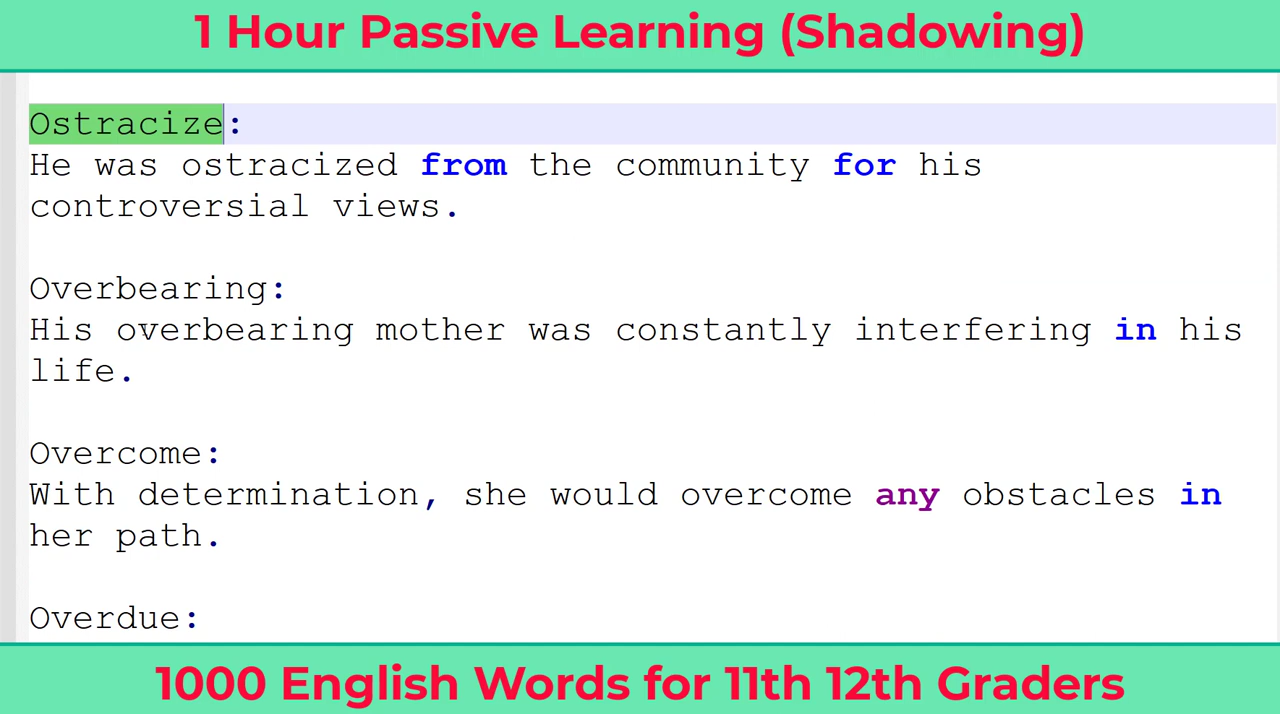 1 Hour Passive Learning (Shadowing)
Ostracize:
He was ostracized from the community for his
controversial views.
Overbearing:
His overbearing mother was constantly interfering in his
life.
Overcome:
With determination, she would overcome any obstacles in
her path.
Overdue:
1000 English Words for 11th 12th Graders